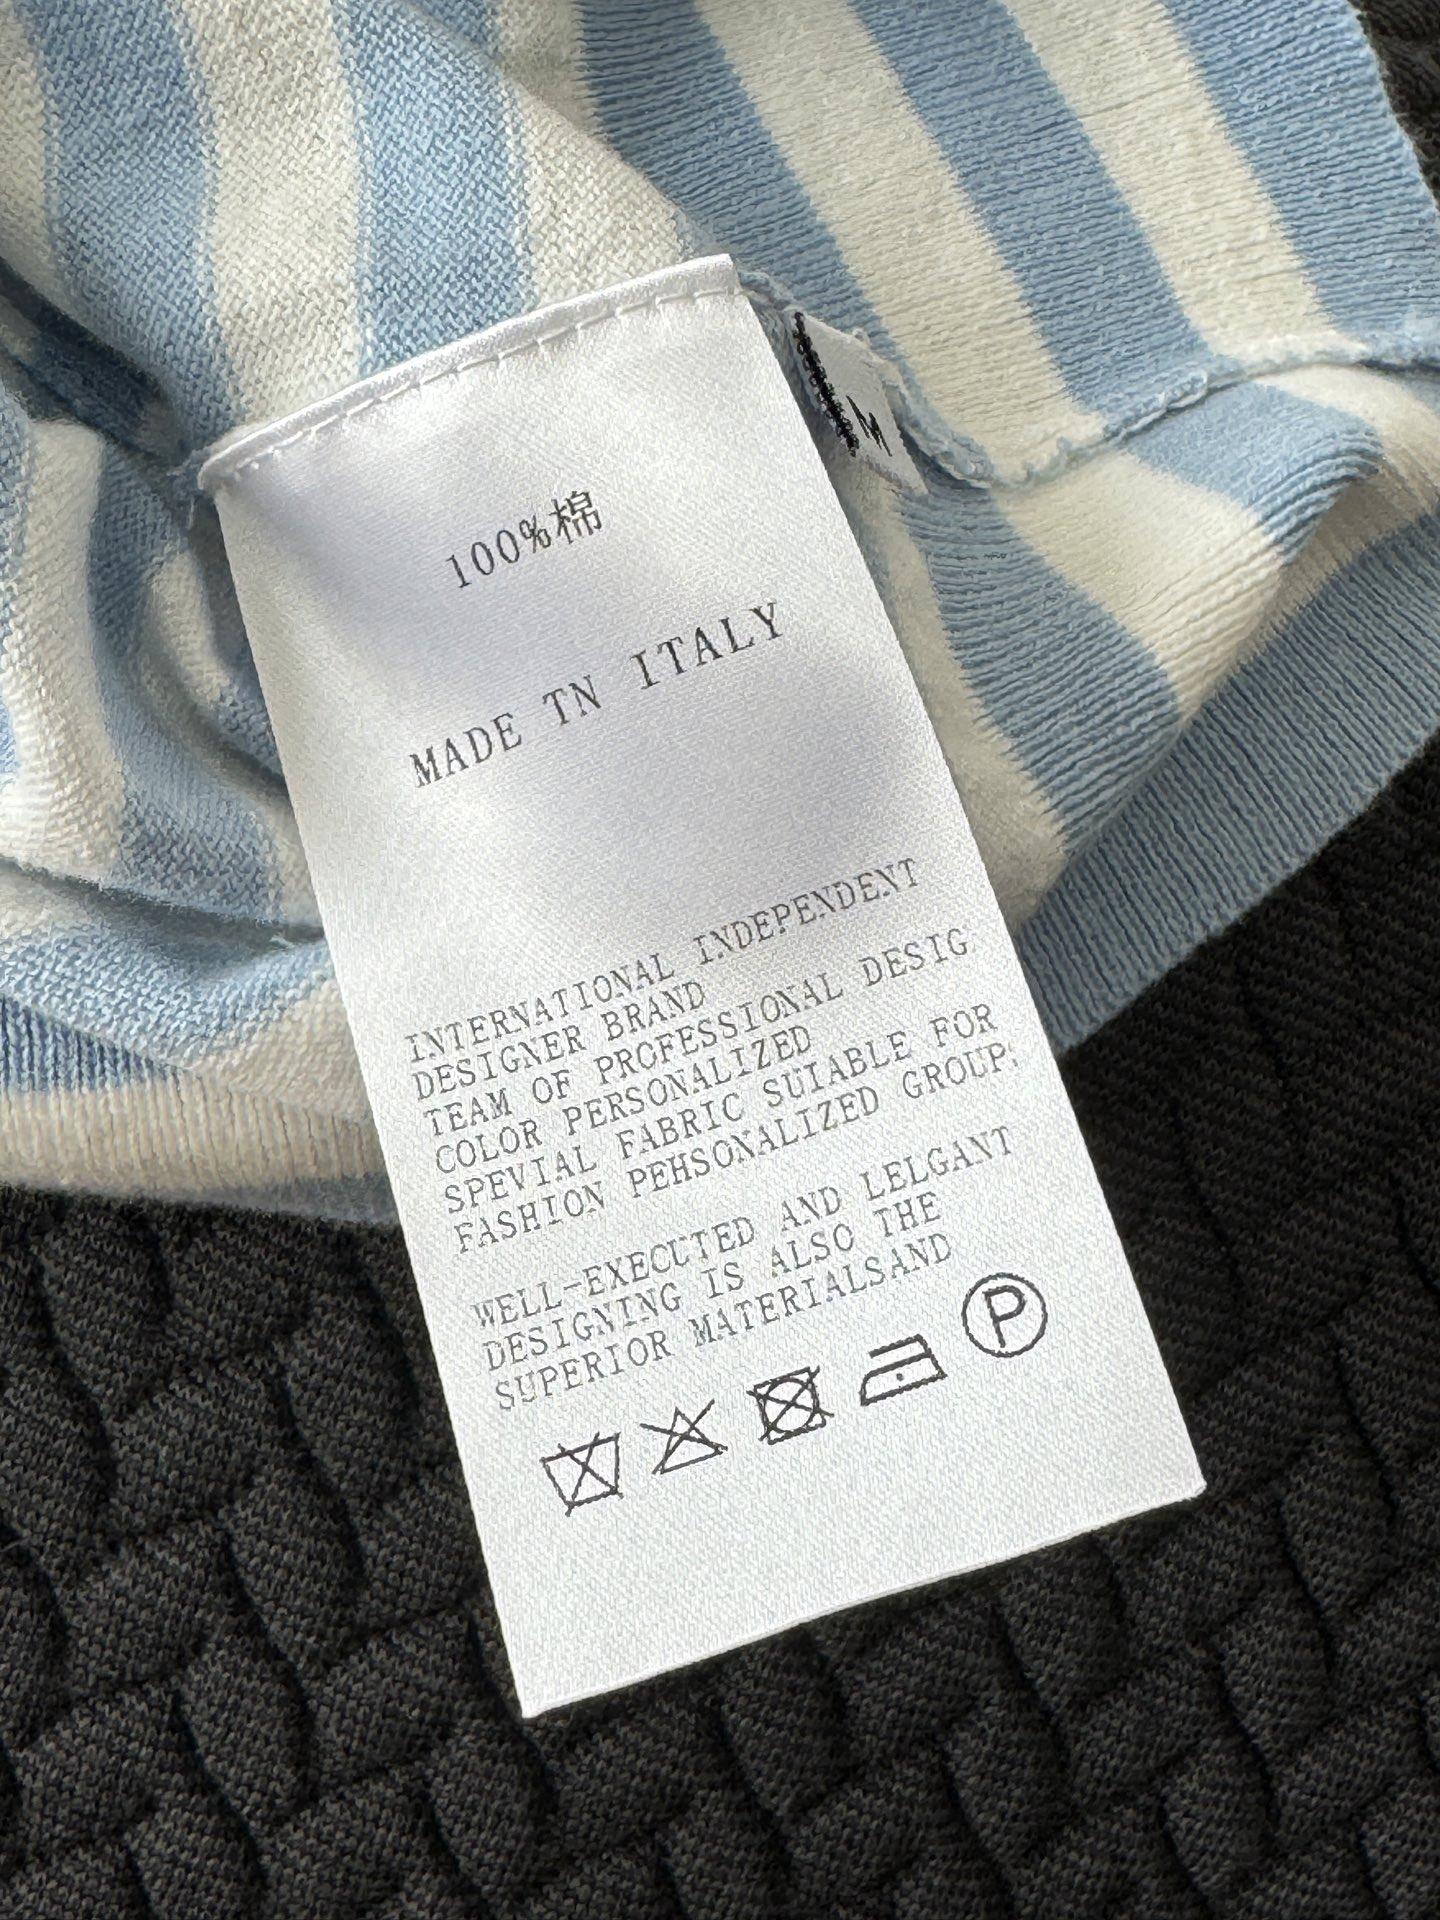 M
100%棉
MADE TN ITALY
INTERNATIONAL INDEPENDENT
DESIGNER BRAND
TEAM OF PROFESSIONAL DESIG
COLOR PERSONALIZED
SPEVIAL FABRIC SUIABLE FOR
FASHION PEHSONALIZED GROUP;
WELL-EXECUTED AND LELGANT
DESIGNING IS ALSO THE
SUPERIOR MATERIALSAND
P